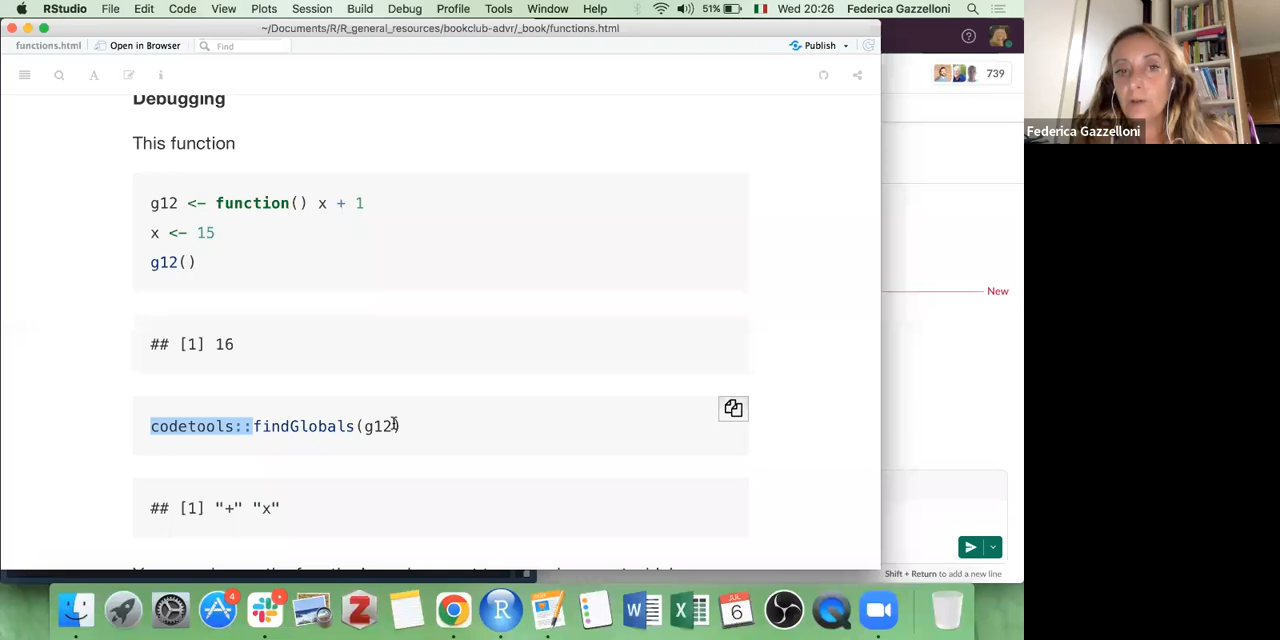 RStudio File Edit Code View Plots Session Build Debug Profile Tools Window Help 51% Wed 20:26 Federica Gazzelloni
~/Documents/R/R_general_resources/bookclub-advr/_book/functions.html
functions.html Open in Browser Find Publish
739
Debugging
This function
g12 <- function() x + 1
x <- 15
g12()
## [1] 16
codetools::findGlobals(g12)
## [1] "+" "x"
New
Shift + Return to add a new line
Federica Gazzelloni
4
W
X
6
Z
R
A
i